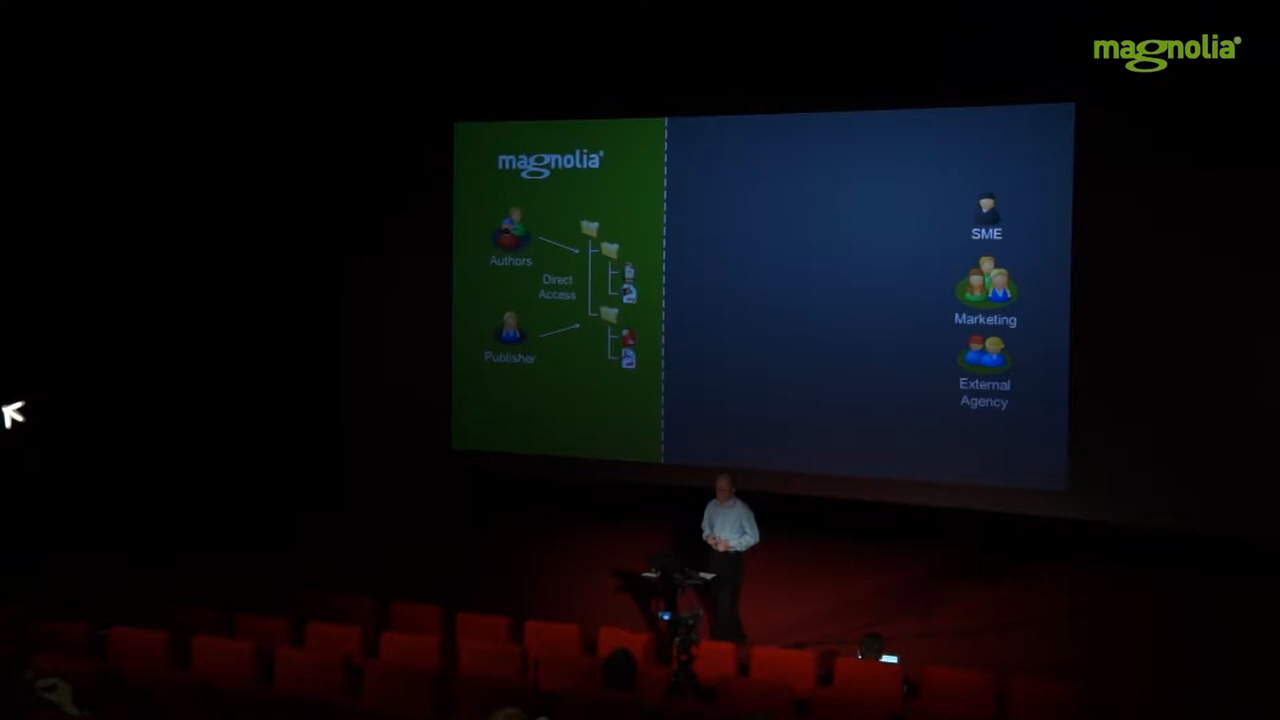 magnolia®
magnolia®
Authors
Direct
Access
Publisher
SME
Marketing
External
Agency